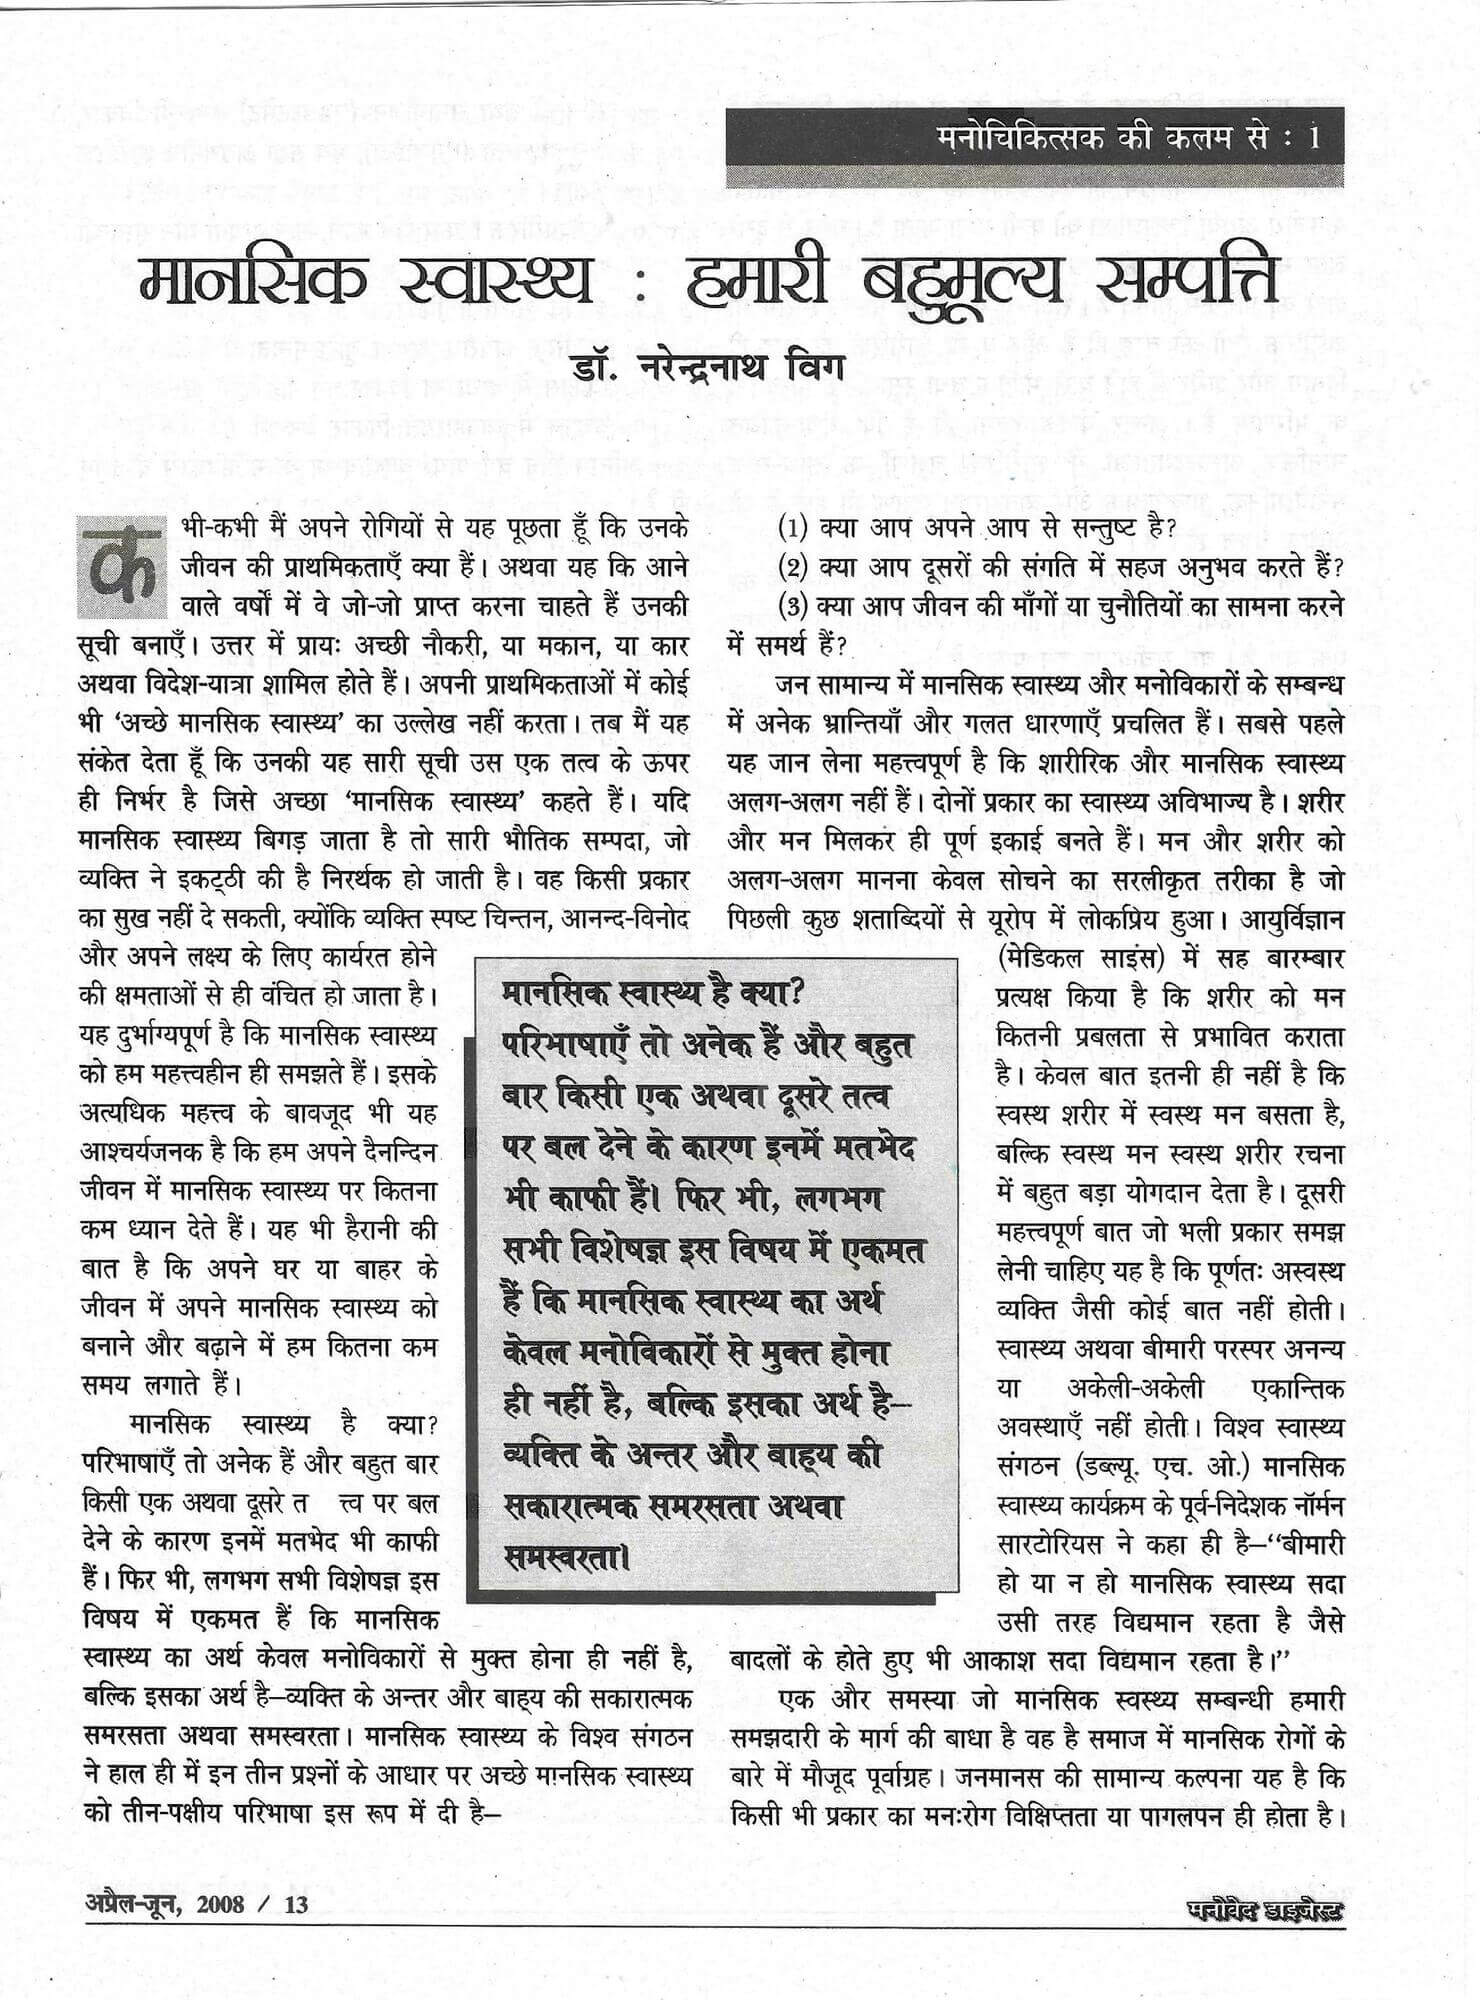 मनोचिकित्सक की कलम से : 1
मानसिक स्वास्थ्य : हमारी बहुमूल्य सम्पत्ति
डॉ. नरेन्द्रनाथ विग
कभी-कभी मैं अपने रोगियों से यह पूछता हूँ कि उनके
जीवन की प्राथमिकताएँ क्या हैं। अथवा यह कि आने
वाले वर्षों में वे जो-जो प्राप्त करना चाहते हैं उनकी
सूची बनाएँ। उत्तर में प्रायः अच्छी नौकरी, या मकान, या कार
अथवा विदेश-यात्रा शामिल होते हैं। अपनी प्राथमिकताओं में कोई
भी ‘अच्छे मानसिक स्वास्थ्य’ का उल्लेख नहीं करता। तब मैं यह
संकेत देता हूँ कि उनकी यह सारी सूची उस एक तत्व के ऊपर
ही निर्भर है जिसे अच्छा ‘मानसिक स्वास्थ्य’ कहते हैं। यदि
मानसिक स्वास्थ्य बिगड़ जाता है तो सारी भौतिक सम्पदा, जो
व्यक्ति ने इकट्ठी की है निरर्थक हो जाती है। वह किसी प्रकार
का सुख नहीं दे सकती, क्योंकि व्यक्ति स्पष्ट चिन्तन, आनन्द-विनोद
और अपने लक्ष्य के लिए कार्यरत होने
की क्षमताओं से ही वंचित हो जाता है।
यह दुर्भाग्यपूर्ण है कि मानसिक स्वास्थ्य
को हम महत्त्वहीन ही समझते हैं। इसके
अत्यधिक महत्त्व के बावजूद भी यह
आश्चर्यजनक है कि हम अपने दैनन्दिन
जीवन में मानसिक स्वास्थ्य पर कितना
कम ध्यान देते हैं। यह भी हैरानी की
बात है कि अपने घर या बाहर के
जीवन में अपने मानसिक स्वास्थ्य को
बनाने और बढ़ाने में हम कितना कम
समय लगाते हैं।
मानसिक स्वास्थ्य है क्या?
परिभाषाएँ तो अनेक हैं और बहुत बार
किसी एक अथवा दूसरे त त्त्व पर बल
देने के कारण इनमें मतभेद भी काफी
हैं। फिर भी, लगभग सभी विशेषज्ञ इस
विषय में एकमत हैं कि मानसिक
स्वास्थ्य का अर्थ केवल मनोविकारों से मुक्त होना ही नहीं है,
बल्कि इसका अर्थ है–व्यक्ति के अन्तर और बाह्य की सकारात्मक
समरसता अथवा समस्वरता। मानसिक स्वास्थ्य के विश्व संगठन
ने हाल ही में इन तीन प्रश्नों के आधार पर अच्छे मानसिक स्वास्थ्य
को तीन-पक्षीय परिभाषा इस रूप में दी है–
मानसिक स्वास्थ्य है क्या?
परिभाषाएँ तो अनेक हैं और बहुत
बार किसी एक अथवा दूसरे तत्व
पर बल देने के कारण इनमें मतभेद
भी काफी हैं। फिर भी, लगभग
सभी विशेषज्ञ इस विषय में एकमत
हैं कि मानसिक स्वास्थ्य का अर्थ
केवल मनोविकारों से मुक्त होना
ही नहीं है, बल्कि इसका अर्थ है–
व्यक्ति के अन्तर और बाह्य की
सकारात्मक समरसता अथवा
समस्वरता।
(1) क्या आप अपने आप से सन्तुष्ट है?
(2) क्या आप दूसरों की संगति में सहज अनुभव करते हैं?
(3) क्या आप जीवन की माँगों या चुनौतियों का सामना करने
में समर्थ हैं?
जन सामान्य में मानसिक स्वास्थ्य और मनोविकारों के सम्बन्ध
में अनेक भ्रान्तियाँ और गलत धारणाएँ प्रचलित हैं। सबसे पहले
यह जान लेना महत्त्वपूर्ण है कि शारीरिक और मानसिक स्वास्थ्य
अलग-अलग नहीं हैं। दोनों प्रकार का स्वास्थ्य अविभाज्य है। शरीर
और मन मिलकर ही पूर्ण इकाई बनते हैं। मन और शरीर को
अलग-अलग मानना केवल सोचने का सरलीकृत तरीका है जो
पिछली कुछ शताब्दियों से यूरोप में लोकप्रिय हुआ। आयुर्विज्ञान
(मेडिकल साइंस) में सह बारम्बार
प्रत्यक्ष किया है कि शरीर को मन
कितनी प्रबलता से प्रभावित कराता
है। केवल बात इतनी ही नहीं है कि
स्वस्थ शरीर में स्वस्थ मन बसता है,
बल्कि स्वस्थ मन स्वस्थ शरीर रचना
में बहुत बड़ा योगदान देता है। दूसरी
महत्त्वपूर्ण बात जो भली प्रकार समझ
लेनी चाहिए यह है कि पूर्णतः अस्वस्थ
व्यक्ति जैसी कोई बात नहीं होती।
स्वास्थ्य अथवा बीमारी परस्पर अनन्य
या अकेली-अकेली एकान्तिक
अवस्थाएँ नहीं होती। विश्व स्वास्थ्य
संगठन (डब्ल्यू. एच. ओ.) मानसिक
स्वास्थ्य कार्यक्रम के पूर्व-निदेशक नॉर्मन
सारटोरियस ने कहा ही है–“बीमारी
हो या न हो मानसिक स्वास्थ्य सदा
उसी तरह विद्यमान रहता है जैसे
बादलों के होते हुए भी आकाश सदा विद्यमान रहता है।”
एक और समस्या जो मानसिक स्वस्थ्य सम्बन्धी हमारी
समझदारी के मार्ग की बाधा है वह है समाज में मानसिक रोगों के
बारे में मौजूद पूर्वाग्रह। जनमानस की सामान्य कल्पना यह है कि
किसी भी प्रकार का मनःरोग विक्षिप्तता या पागलपन ही होता है।
अप्रैल-जून, 2008 / 13
मनोवेद डाइजेस्ट